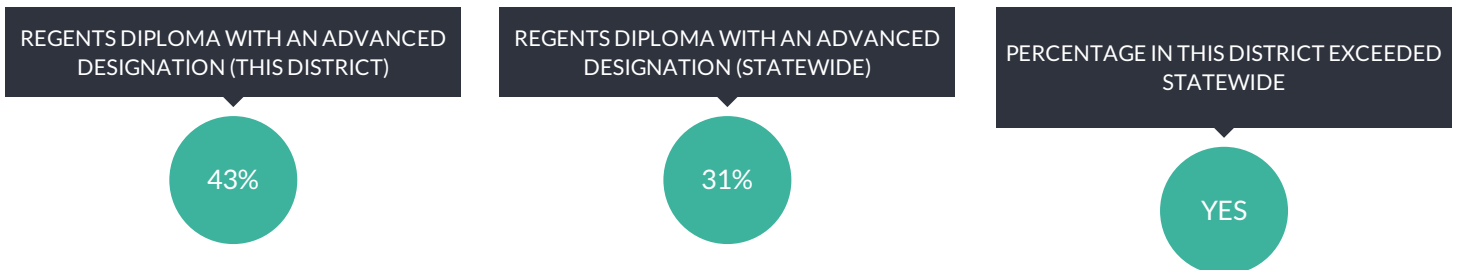 REGENTS DIPLOMA WITH AN ADVANCED
DESIGNATION (THIS DISTRICT)
43%
REGENTS DIPLOMA WITH AN ADVANCED
DESIGNATION (STATEWIDE)
31%
PERCENTAGE IN THIS DISTRICT EXCEEDED
STATEWIDE
YES